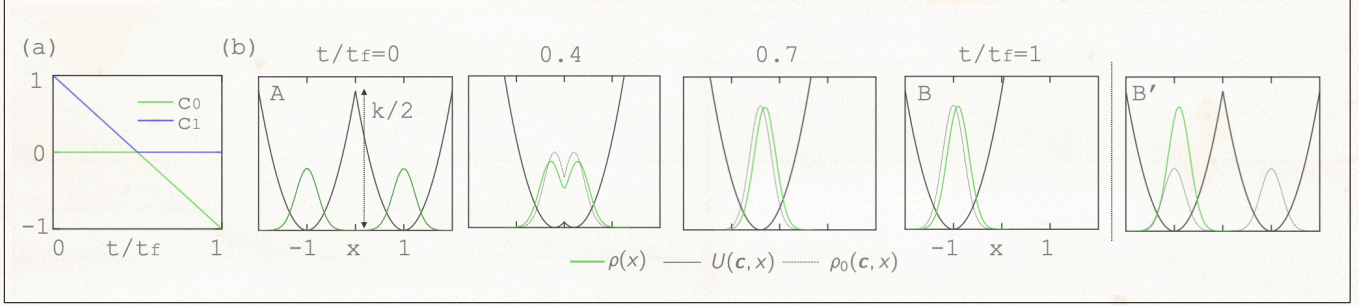 (a)
1
0
-1
0 t/tf 1
C0
C1
(b)
t/tf=0
0.4
0.7
t/tf=1
A
k/2
B
B′
-1 x 1
-1 x 1
ρ(x) U(c,x) ρ₀(c,x)